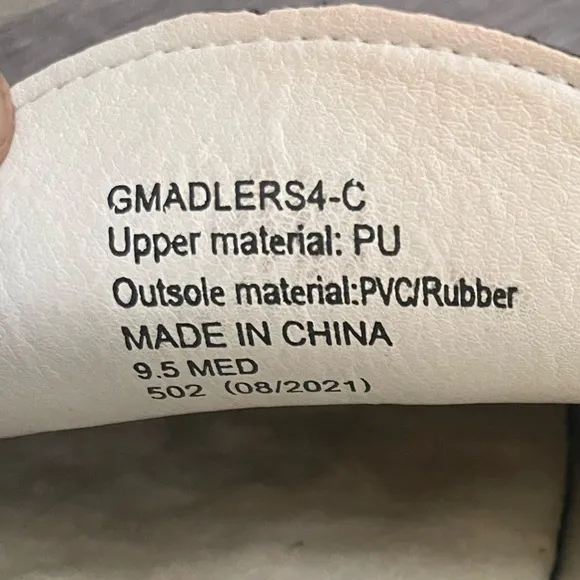 GMADLERS4-C
Upper material: PU
Outsole material:PVC/Rubber
MADE IN CHINA
9.5 MED
502 (08/2021)